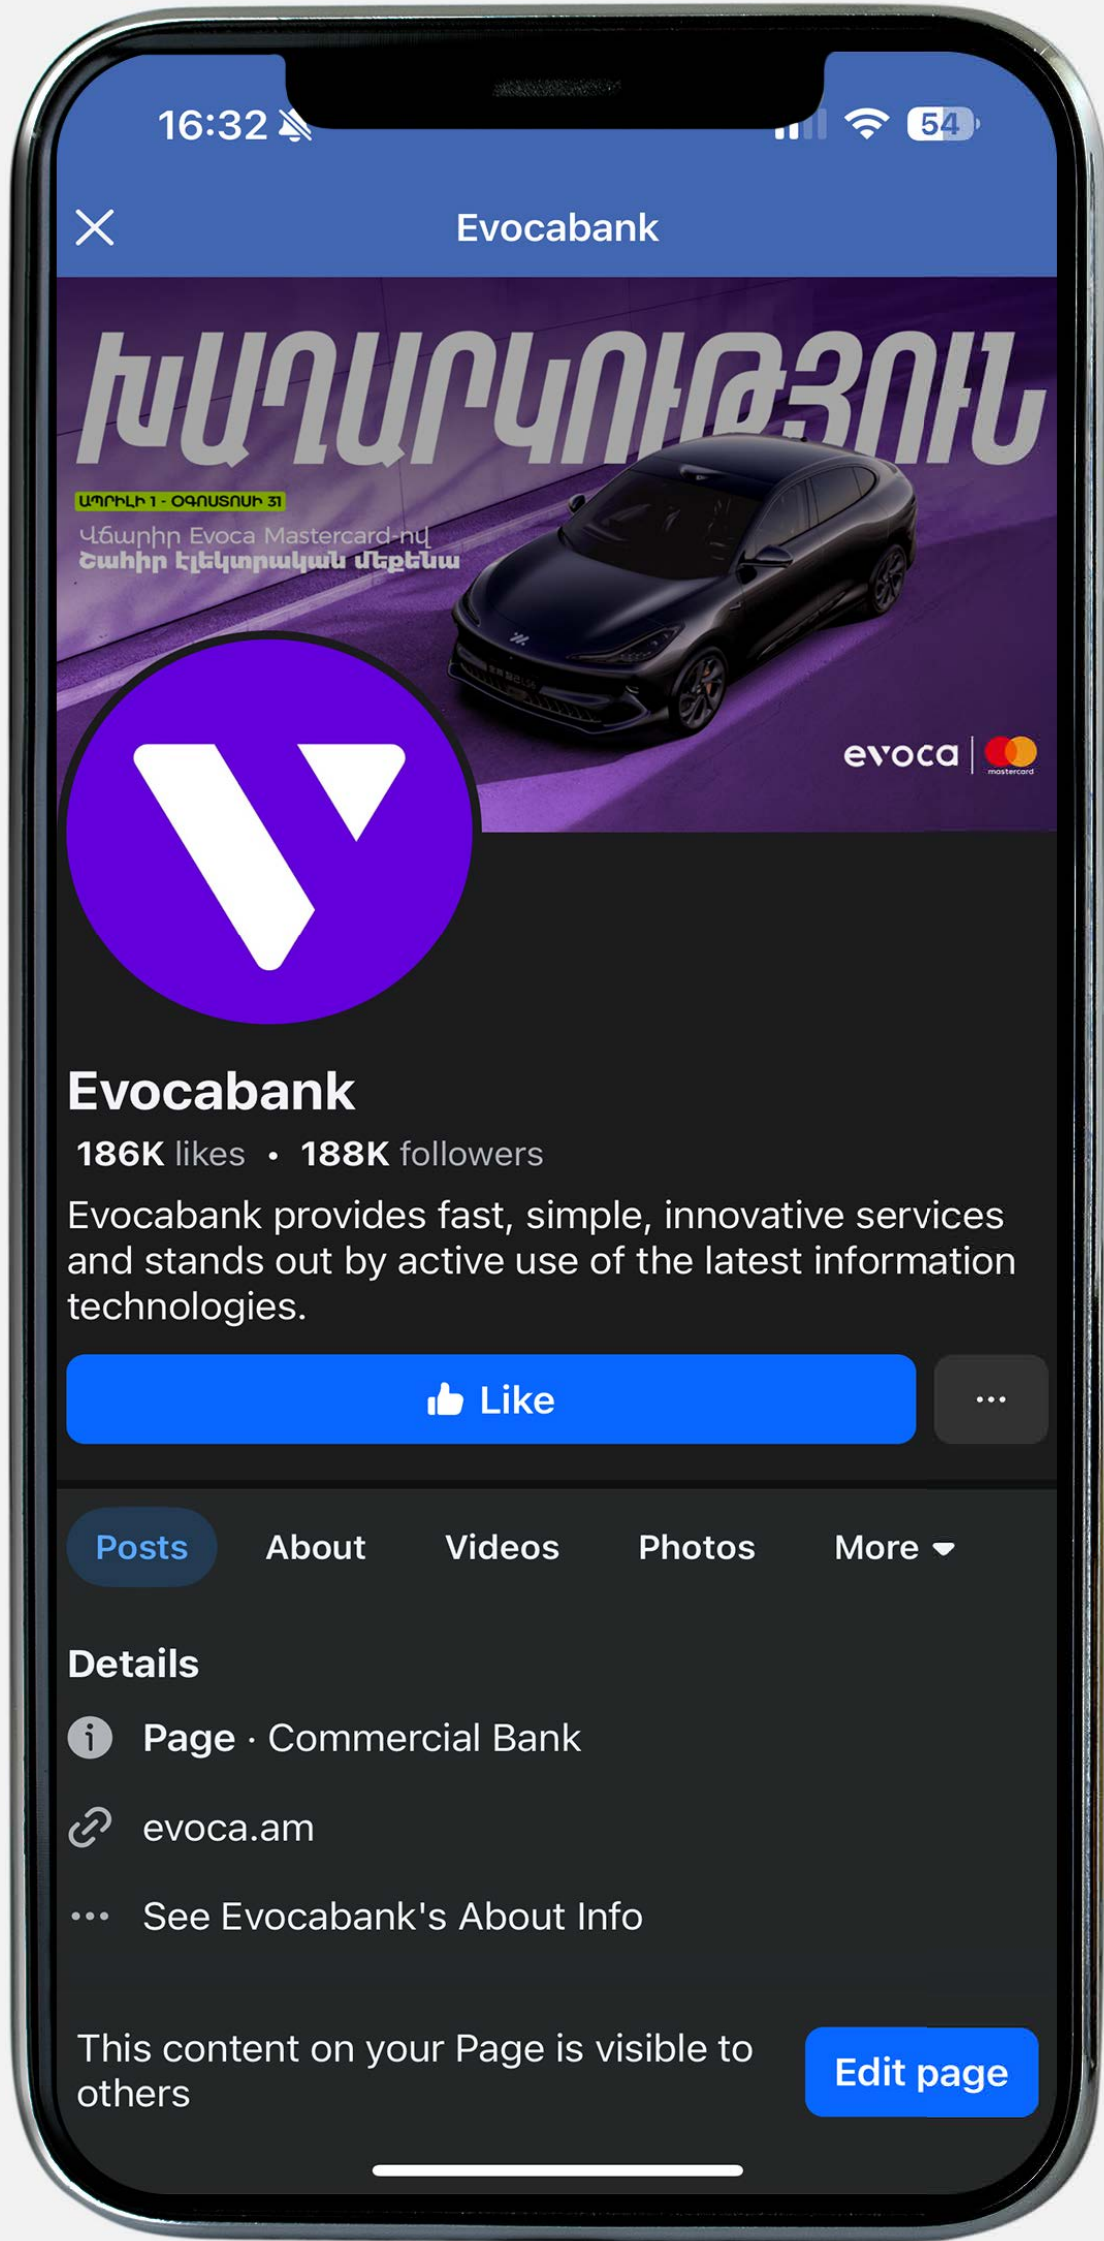 16:32
54
Evocabank
ԽԱՂԱՐԿՈՒԹՅՈՒՆ
ԱՊՐԻԼԻ 1 - ՕԳՈՍՏՈՍԻ 31
Վճարիր Evoca Mastercard-ով
Շահիր էլեկտրական մեքենա
evoca
mastercard
Evocabank
186K likes • 188K followers
Evocabank provides fast, simple, innovative services
and stands out by active use of the latest information
technologies.
Like
Posts About Videos Photos More
Details
Page · Commercial Bank
evoca.am
See Evocabank's About Info
This content on your Page is visible to
others
Edit page